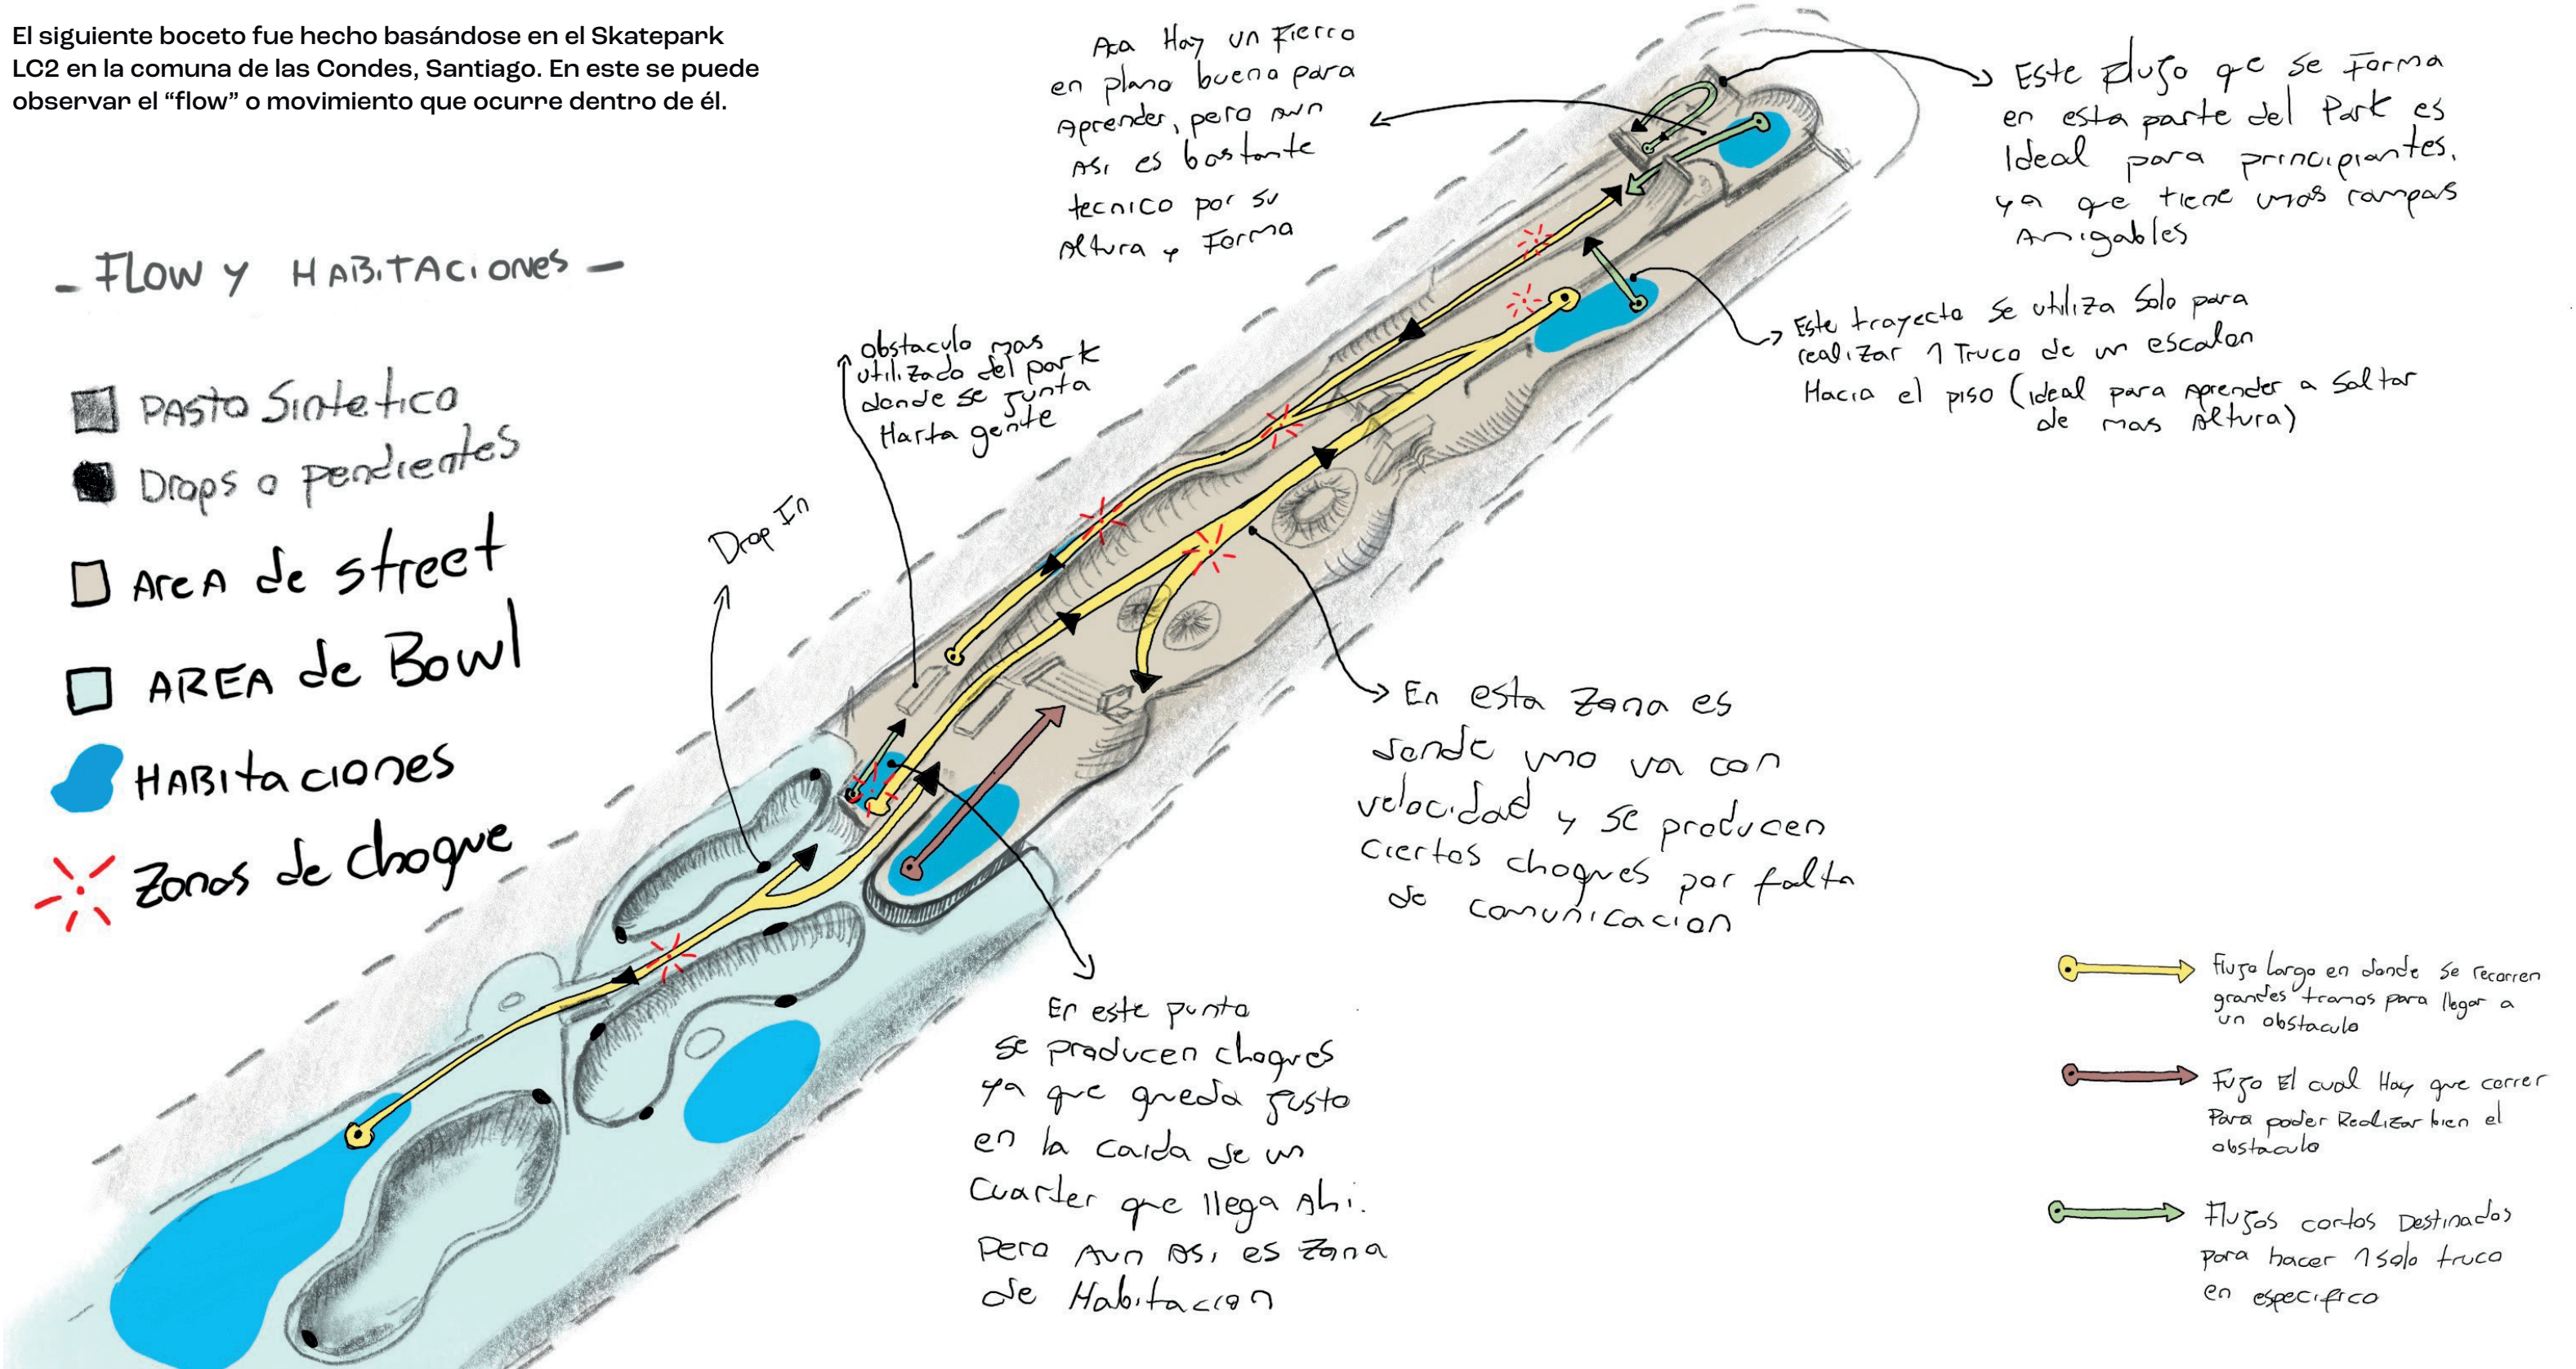 El siguiente boceto fue hecho basándose en el Skatepark
LC2 en la comuna de las Condes, Santiago. En este se puede
observar el “flow” o movimiento que ocurre dentro de él.
- Flow y HABITACiones -
PASTO Sintetico
Drops o pendientes
AreA de street
AREA de Bowl
HABitaciones
Zonas de choque
Aca Hay un Fierro
en plano bueno para
Aprender, pero aun
Asi es bastante
tecnico por su
Altura y Forma
Este Flujo qe se Forma
en esta parte del Park es
Ideal para principiantes,
ya qe tiene unas rampas
Amigables
Este trayecto Se utiliza Solo para
realizar 1 Truco de un escalon
Hacia el piso (ideal para Aprender a Saltar
de mas Altura)
obstaculo mas
utilizado del park
donde se junta
Harta gente
Drop In
En esta Zona es
donde uno va con
velocidad y se producen
ciertos choques por falta
de comunicacion
En este punto
se producen choques
ya que queda justo
en la caida de un
Cuarter qe llega Ahi.
Pero Aun Asi es Zona
de Habitacion
Flujo Largo en donde Se recorren
grandes tramos para llegar a
un obstaculo
Fujo El cual Hay que correr
Para poder Realizar bien el
obstaculo
Flujos cortos Destinados
para hacer 1 solo truco
en especifico